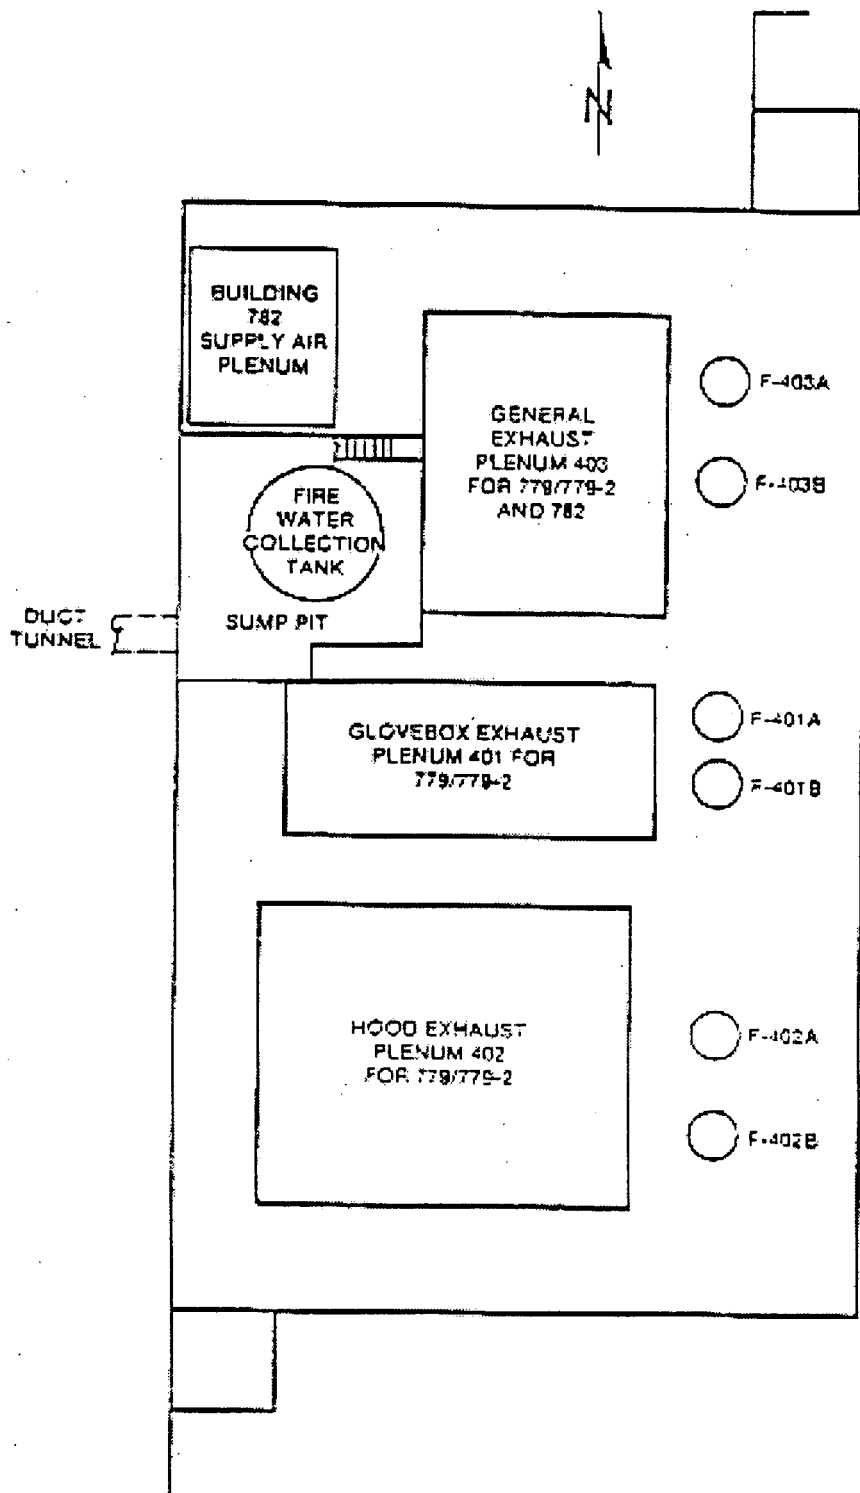 N
BUILDING
782
SUPPLY AIR
PLENUM
GENERAL
EXHAUST
PLENUM 403
FOR 779/779-2
AND 782
F-403A
F-403B
FIRE
WATER
COLLECTION
TANK
DUCT
TUNNEL
SUMP PIT
GLOVEBOX EXHAUST
PLENUM 401 FOR
779/779-2
F-401A
F-401B
HOOD EXHAUST
PLENUM 402
FOR 779/779-2
F-402A
F-402B